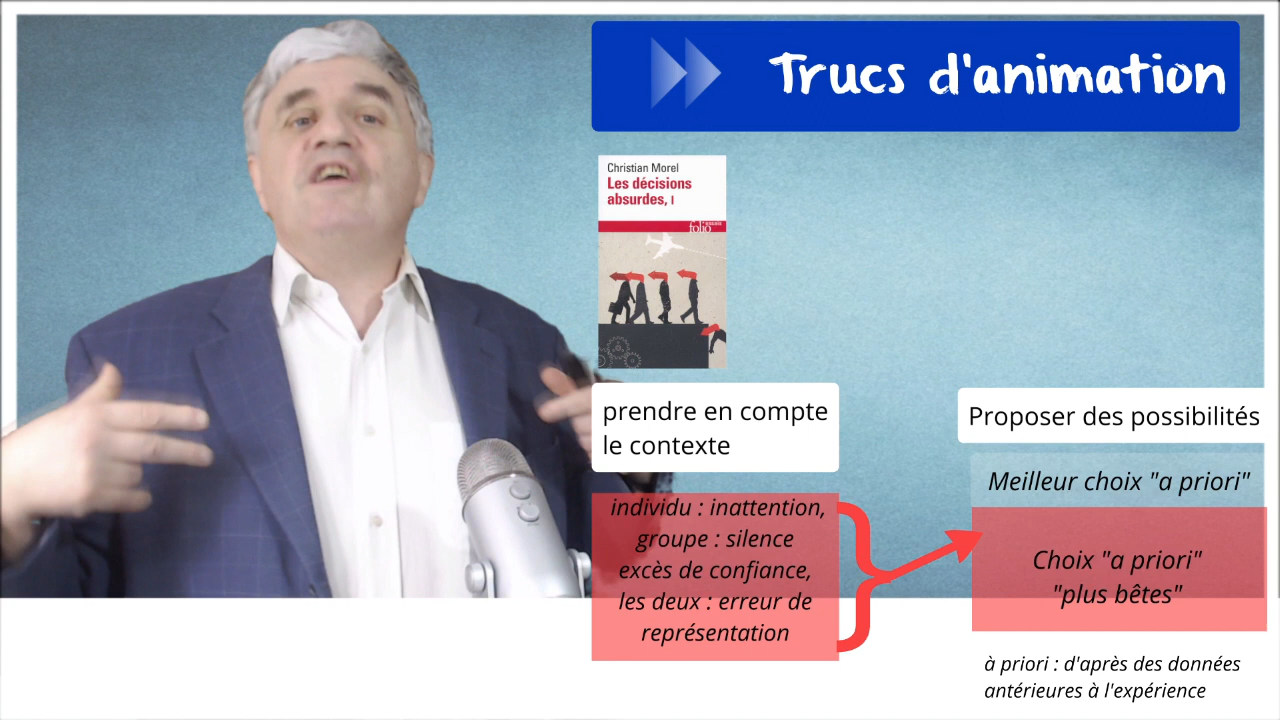 Trucs d'animation
Christian Morel
Les décisions
absurdes, I
folio
prendre en compte
le contexte
individu : inattention,
groupe : silence
excès de confiance,
les deux : erreur de
représentation
Proposer des possibilités
Meilleur choix "a priori"
Choix "a priori"
"plus bêtes"
à priori : d'après des données
antérieures à l'expérience